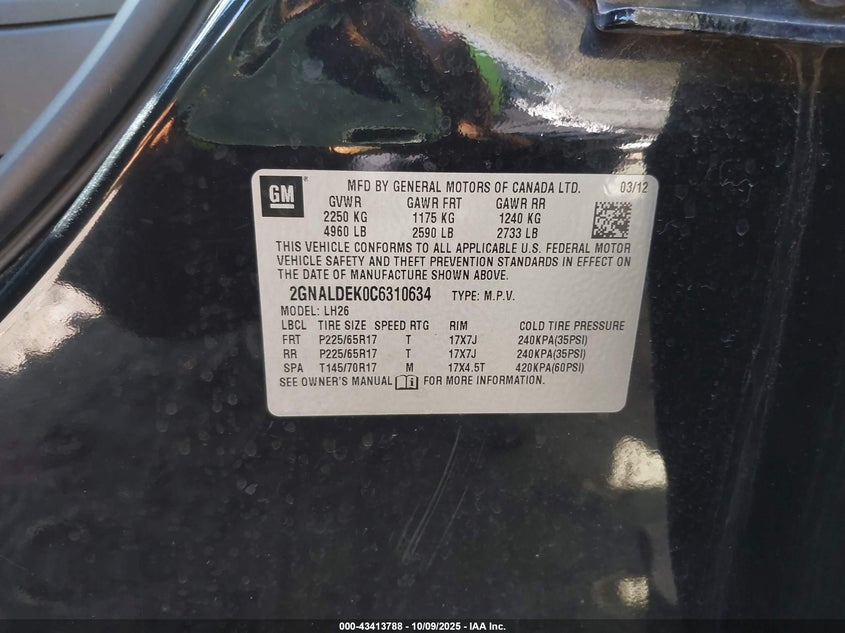 GM MFD BY GENERAL MOTORS OF CANADA LTD. 03/12
GVWR GAWR FRT GAWR RR
2250 KG 1175 KG 1240 KG
4960 LB 2590 LB 2733 LB
THIS VEHICLE CONFORMS TO ALL APPLICABLE U.S. FEDERAL MOTOR
VEHICLE SAFETY AND THEFT PREVENTION STANDARDS IN EFFECT ON
THE DATE OF MANUFACTURE SHOWN ABOVE.
2GNALDEK0C6310634 TYPE: M.P.V.
MODEL: LH26
LBCL TIRE SIZE SPEED RTG RIM COLD TIRE PRESSURE
FRT P225/65R17 T 17X7J 240KPA(35PSI)
RR P225/65R17 T 17X7J 240KPA(35PSI)
SPA T145/70R17 M 17X4.5T 420KPA(60PSI)
SEE OWNER'S MANUAL FOR MORE INFORMATION.
000-43413788 - 10/09/2025 - IAA Inc.